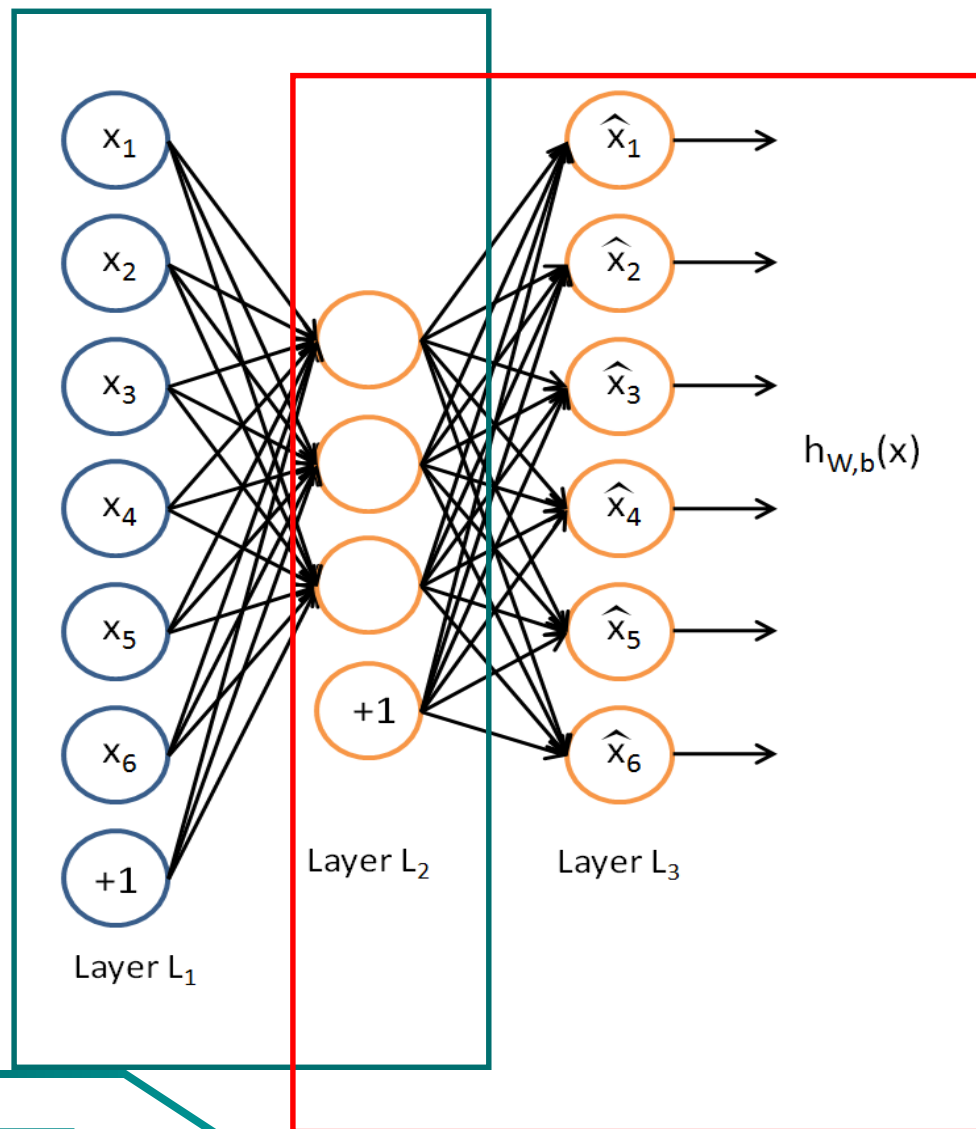 x₁
x₂
x₃
x₄
x₅
x₆
+1
Layer L₁
+1
Layer L₂
x̂₁
x̂₂
x̂₃
x̂₄
x̂₅
x̂₆
Layer L₃
h_W,b(x)